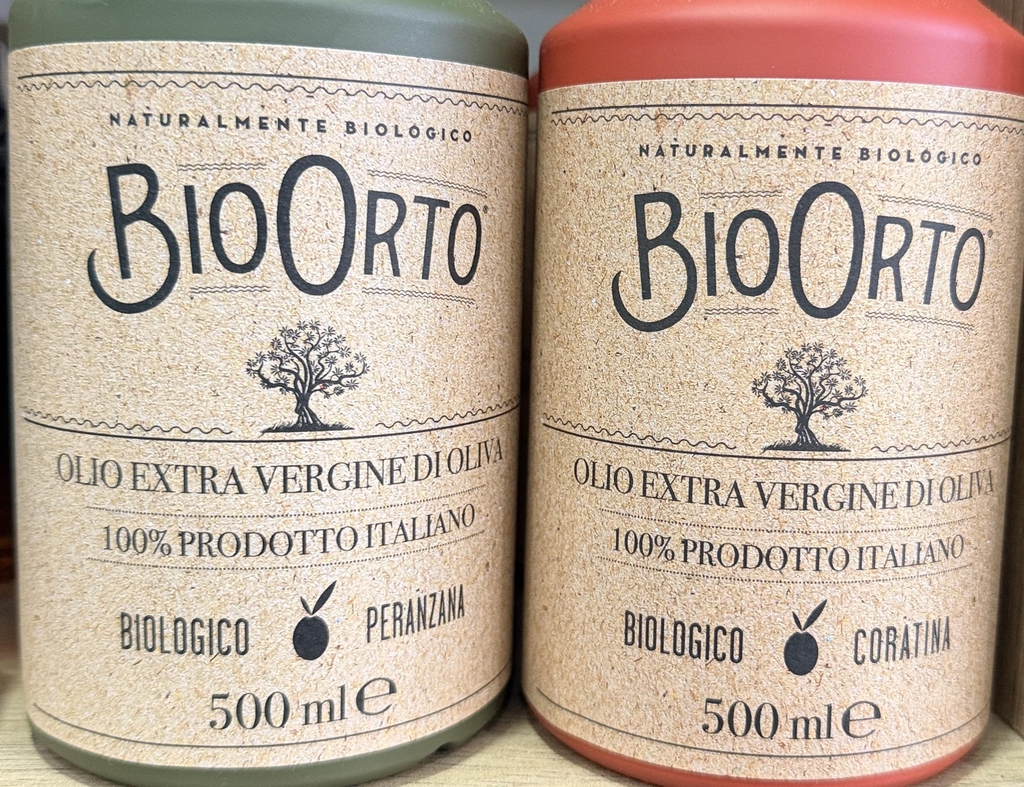 NATURALMENTE BIOLOGICO
BIOORTO®
OLIO EXTRA VERGINE DI OLIVA
100% PRODOTTO ITALIANO
BIOLOGICO PERANZANA
500 ml e
NATURALMENTE BIOLOGICO
BIOORTO®
OLIO EXTRA VERGINE DI OLIVA
100% PRODOTTO ITALIANO
BIOLOGICO CORATINA
500 ml e